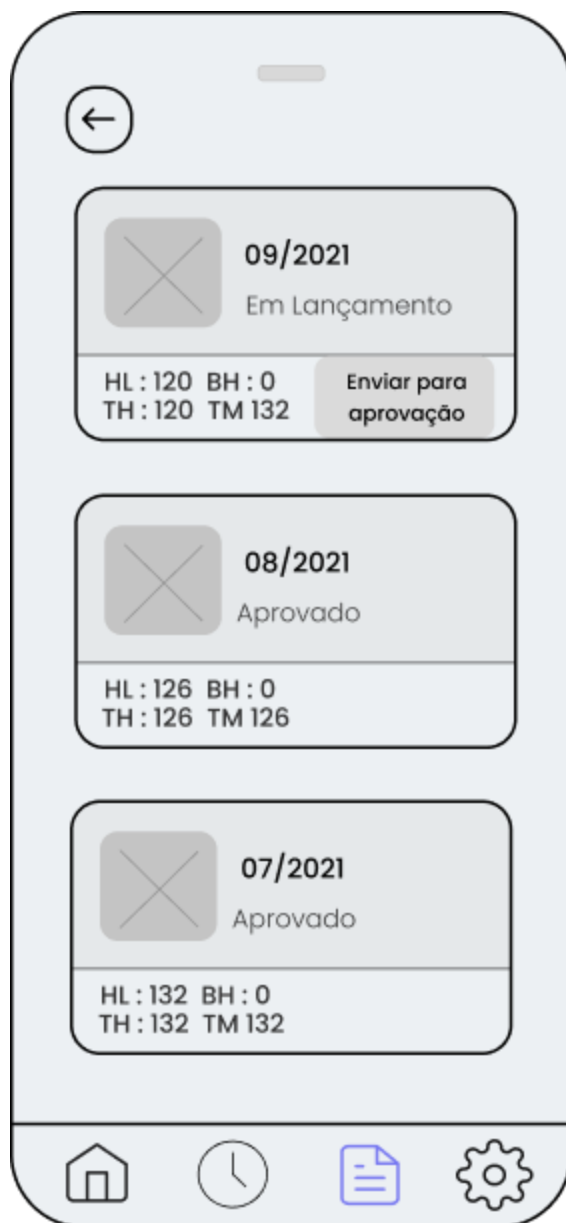 09/2021
Em Lançamento
HL : 120 BH : 0
TH : 120 TM 132
Enviar para
aprovação
08/2021
Aprovado
HL : 126 BH : 0
TH : 126 TM 126
07/2021
Aprovado
HL : 132 BH : 0
TH : 132 TM 132